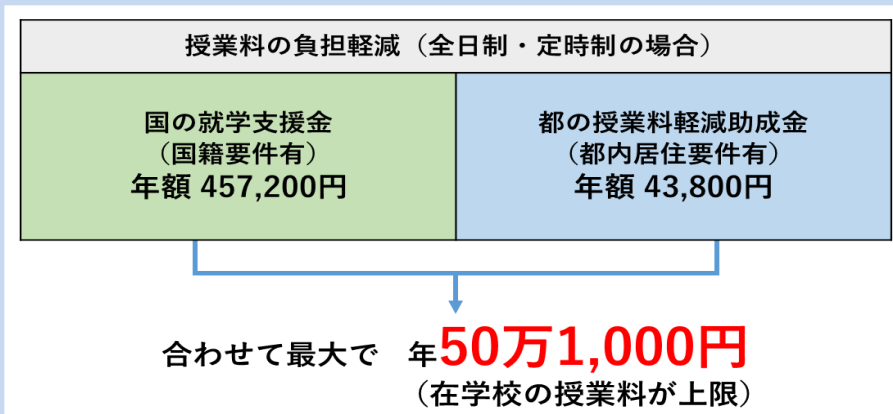 授業料の負担軽減（全日制・定時制の場合）
国の就学支援金
（国籍要件有）
年額 457,200円
都の授業料軽減助成金
（都内居住要件有）
年額 43,800円
合わせて最大で　年50万1,000円
（在学校の授業料が上限）